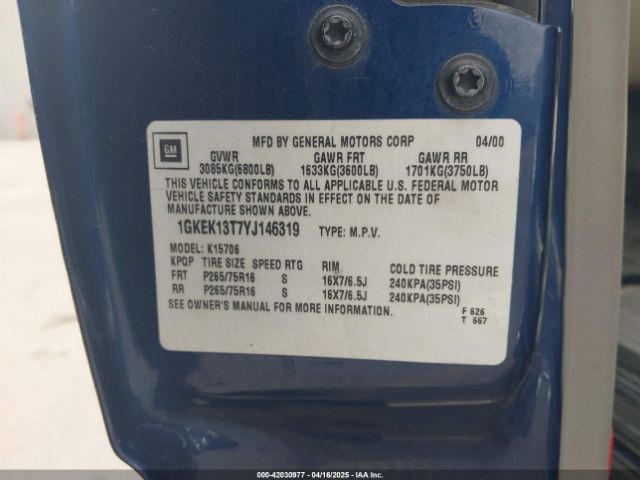 GM
MFD BY GENERAL MOTORS CORP 04/00
GVWR GAWR FRT GAWR RR
3085KG(6800LB) 1633KG(3600LB) 1701KG(3750LB)
THIS VEHICLE CONFORMS TO ALL APPLICABLE U.S. FEDERAL MOTOR
VEHICLE SAFETY STANDARDS IN EFFECT ON THE DATE OF
MANUFACTURE SHOWN ABOVE.
1GKEK13T7YJ146319 TYPE: M.P.V.
MODEL: K15706
KPQP TIRE SIZE SPEED RTG RIM COLD TIRE PRESSURE
FRT P265/75R16 S 16X7/6.5J 240KPA(35PSI)
RR P265/75R16 S 16X7/6.5J 240KPA(35PSI)
SEE OWNER'S MANUAL FOR MORE INFORMATION.
F 626
T 667
000-42030977 - 04/16/2025 - IAAI.COM